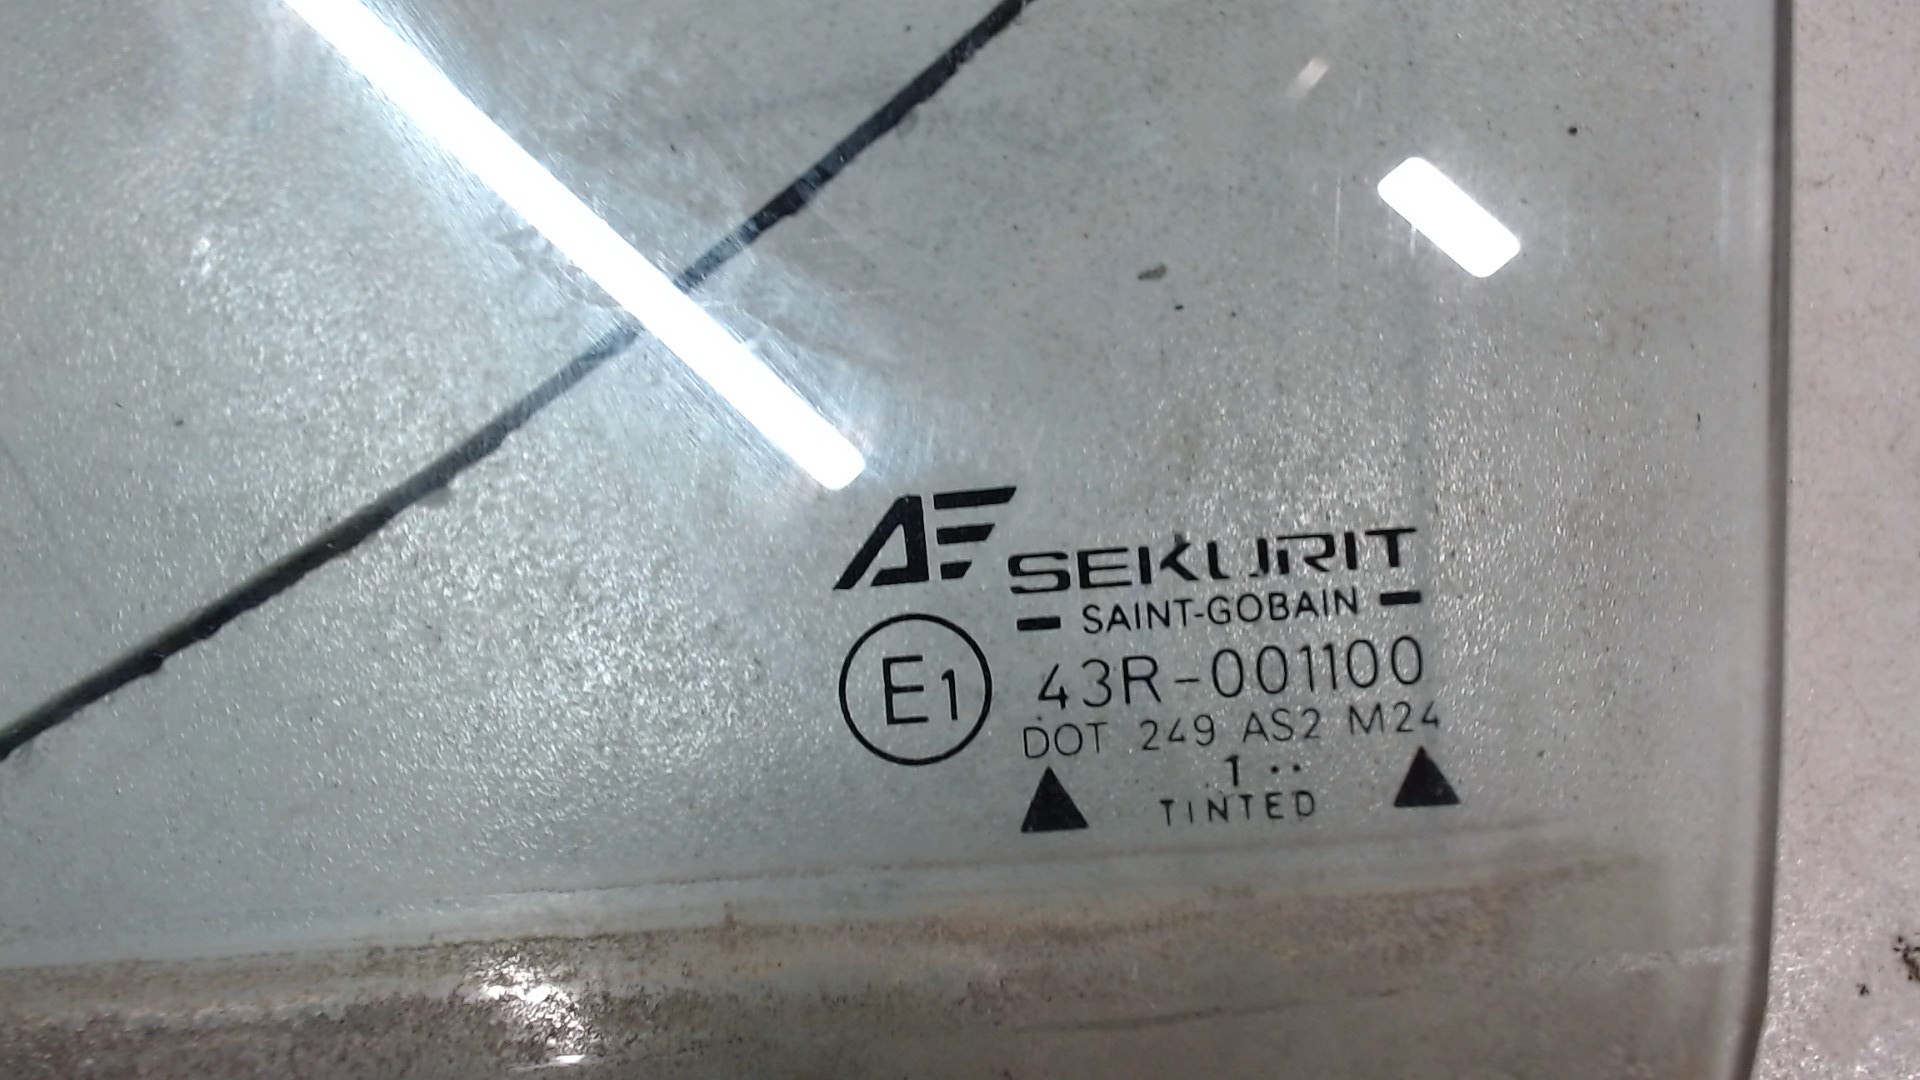 AF SEKURIT
SAINT-GOBAIN
E1 43R-001100
DOT 249 AS2 M24
1 ··
TINTED